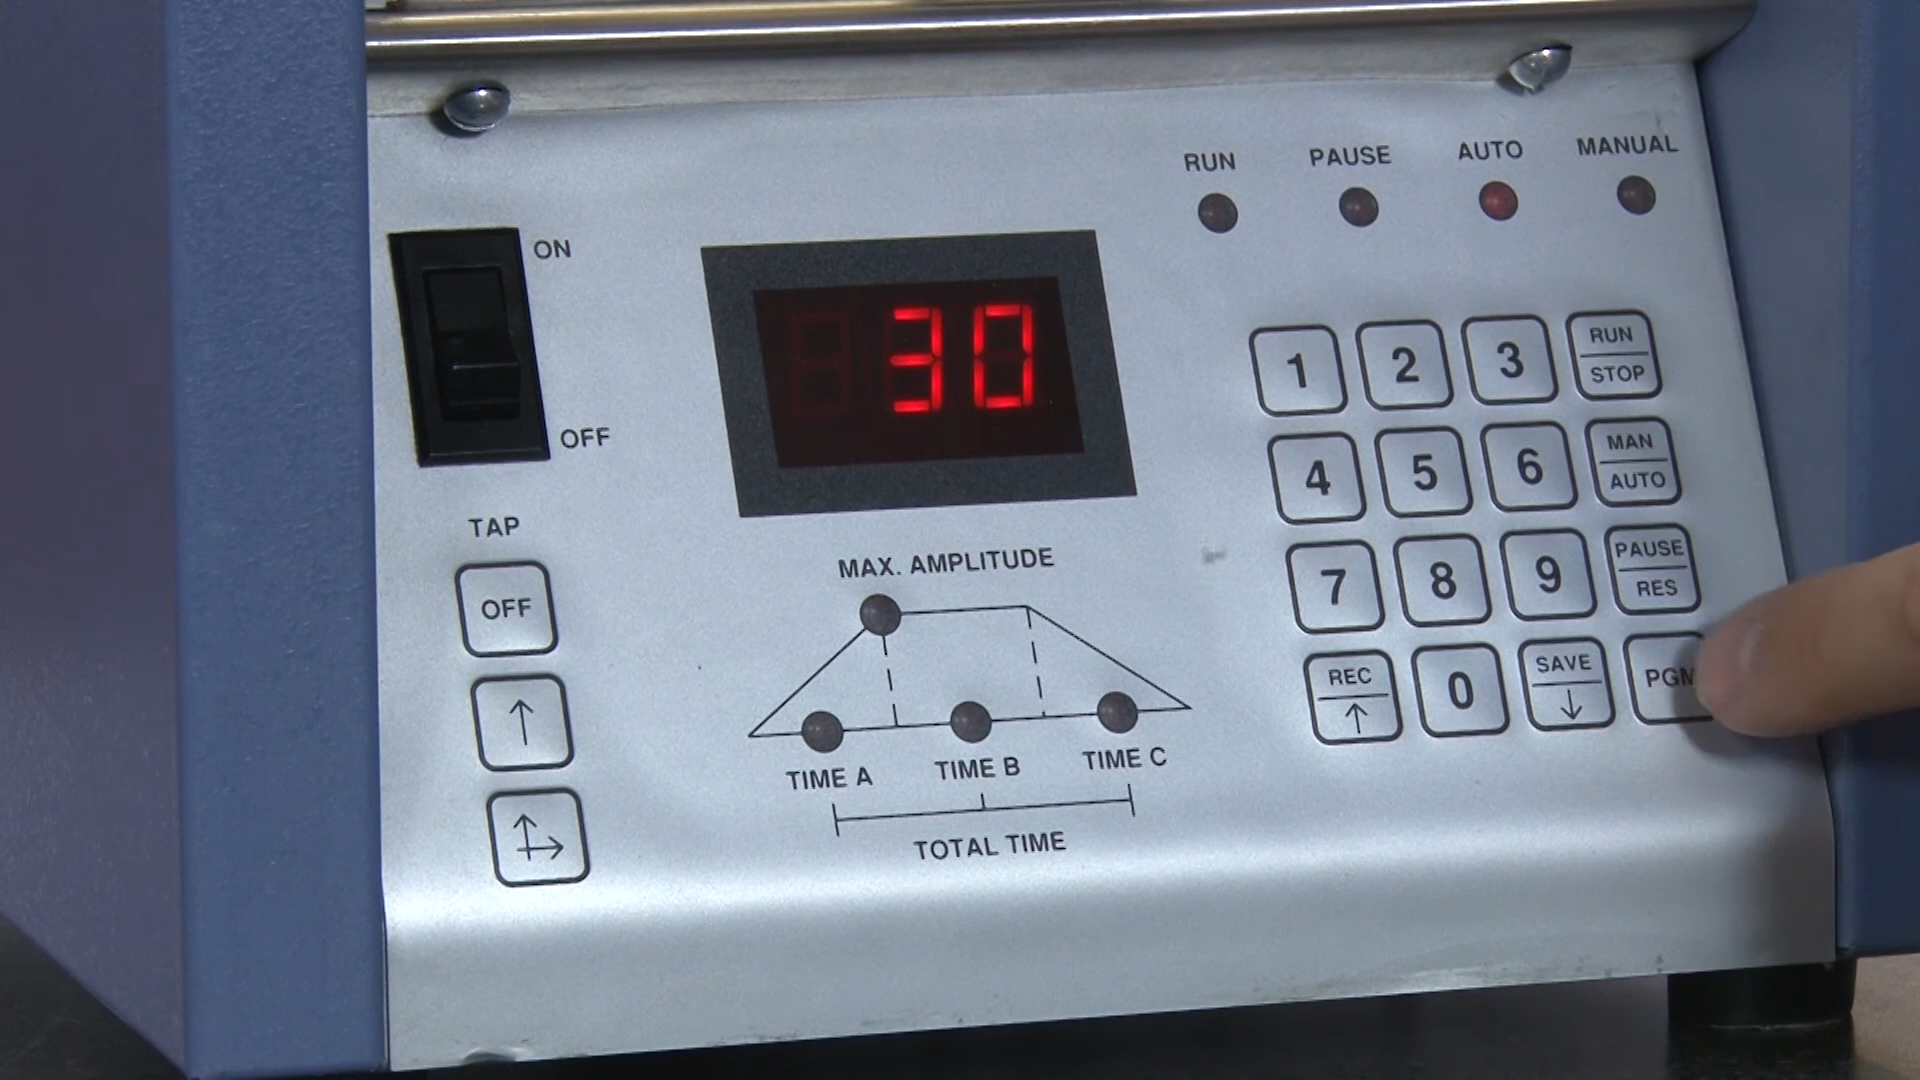 RUN PAUSE AUTO MANUAL
ON
OFF
30
TAP
OFF
↑
MAX. AMPLITUDE
TIME A TIME B TIME C
TOTAL TIME
1 2 3 RUN
STOP
4 5 6 MAN
AUTO
7 8 9 PAUSE
RES
REC
↑
0
SAVE
↓
PGM